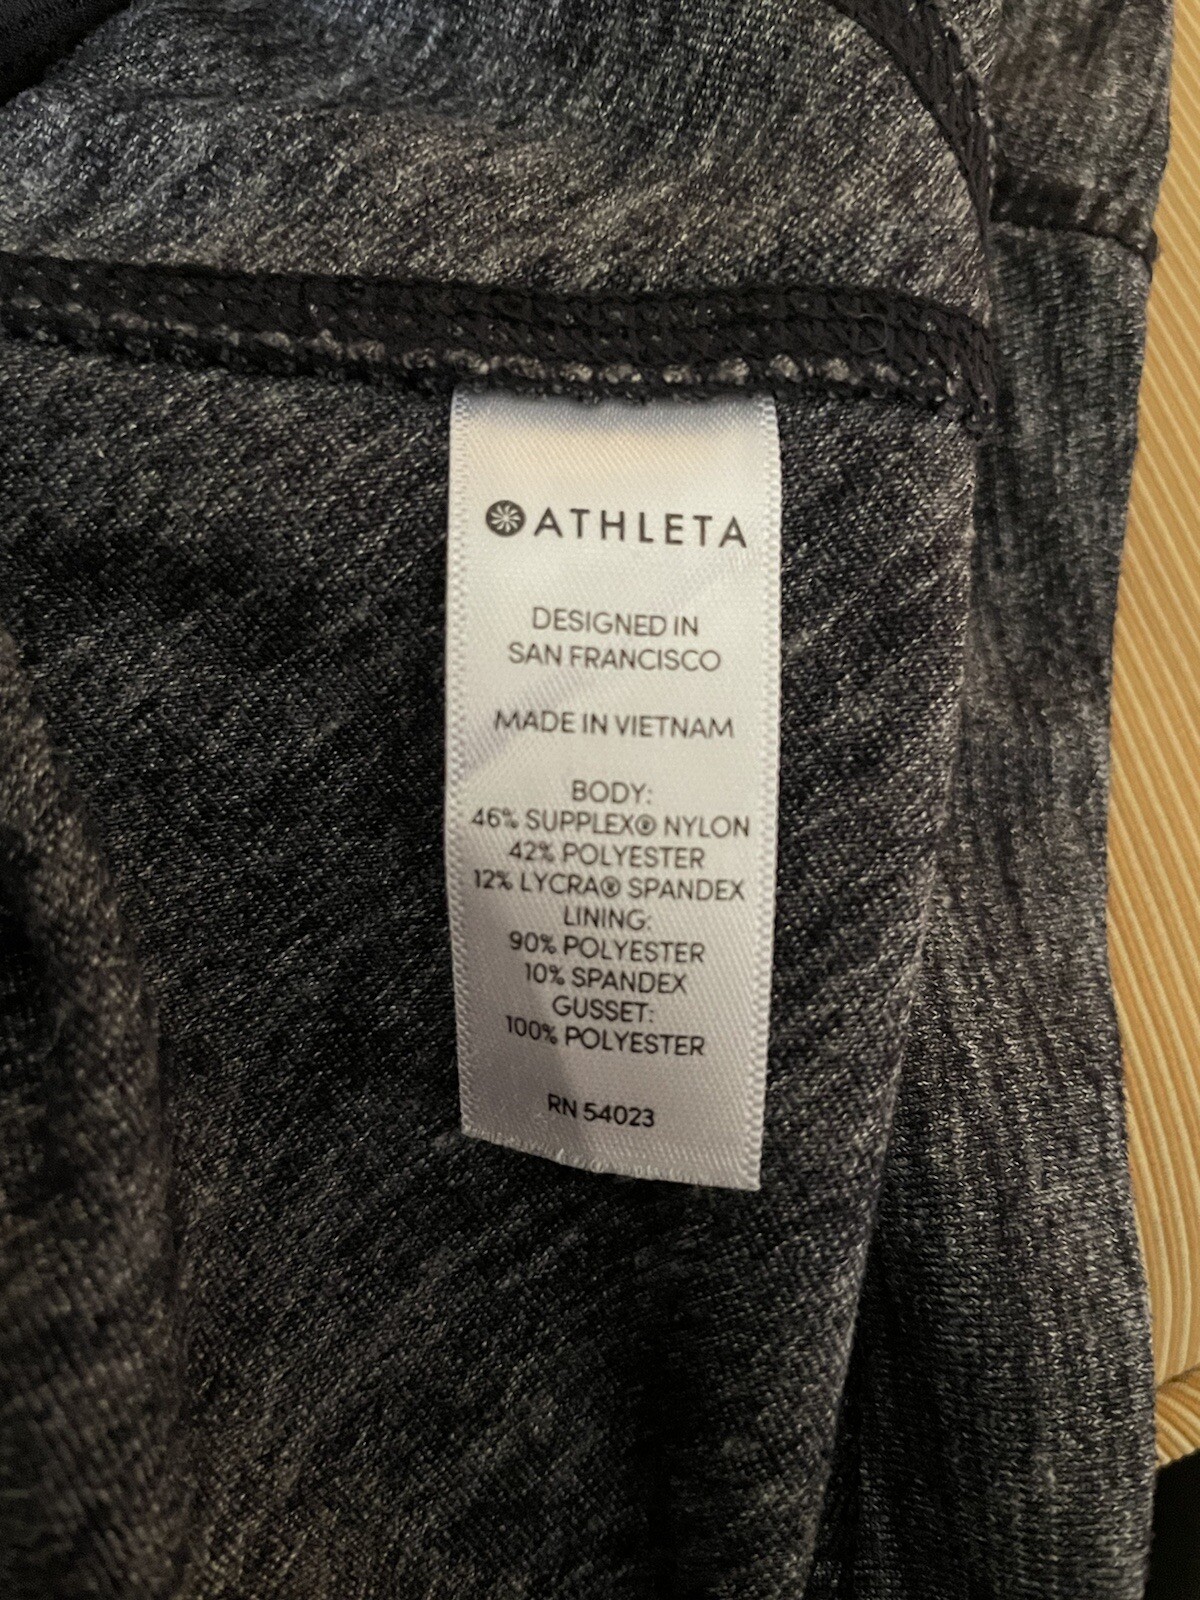 ATHLETA
DESIGNED IN
SAN FRANCISCO
MADE IN VIETNAM
BODY:
46% SUPPLEX® NYLON
42% POLYESTER
12% LYCRA® SPANDEX
LINING:
90% POLYESTER
10% SPANDEX
GUSSET:
100% POLYESTER
RN 54023